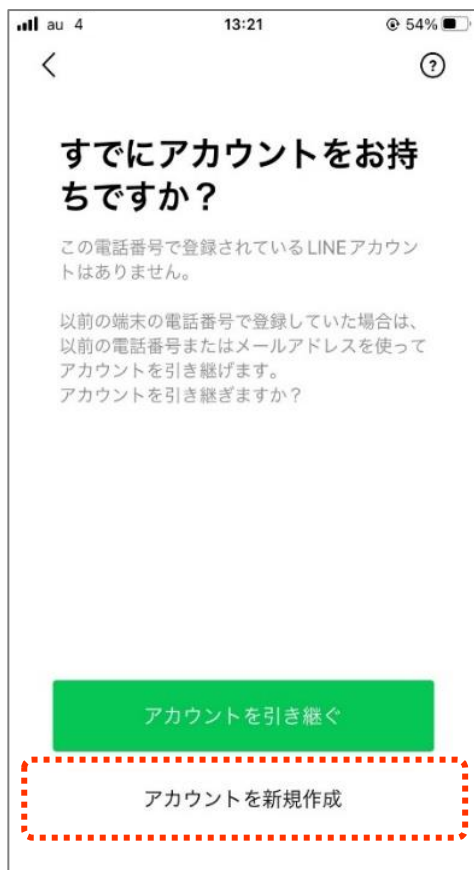 au 4 13:21 54%
?
すでにアカウントをお持
ちですか？
この電話番号で登録されているLINEアカウン
トはありません。
以前の端末の電話番号で登録していた場合は、
以前の電話番号またはメールアドレスを使って
アカウントを引き継げます。
アカウントを引き継ぎますか？
アカウントを引き継ぐ
アカウントを新規作成